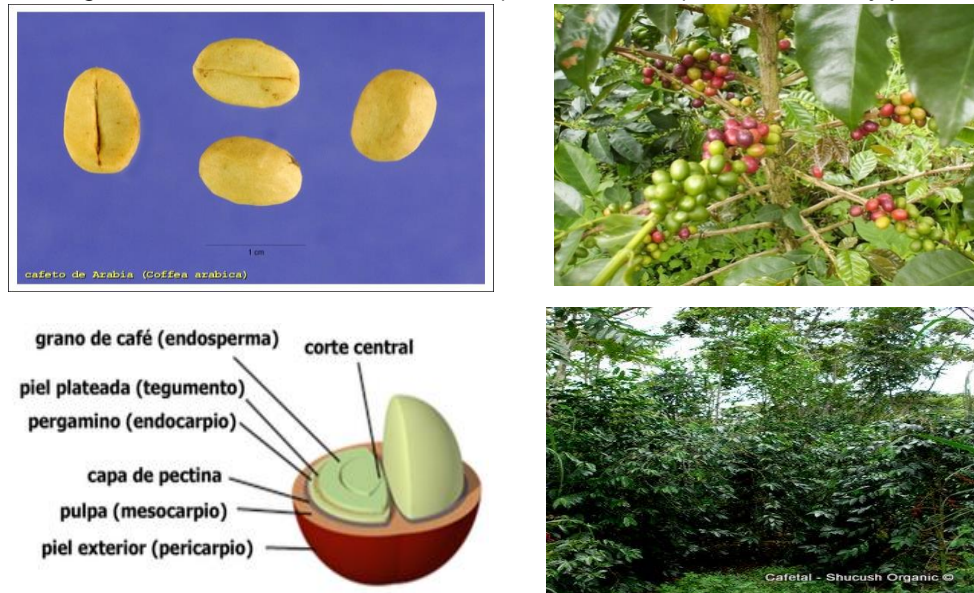 1 cm
cafeto de Arabia (Coffea arabica)
grano de café (endosperma)
corte central
piel plateada (tegumento)
pergamino (endocarpio)
capa de pectina
pulpa (mesocarpio)
piel exterior (pericarpio)
Cafetal - Shucush Organic ©